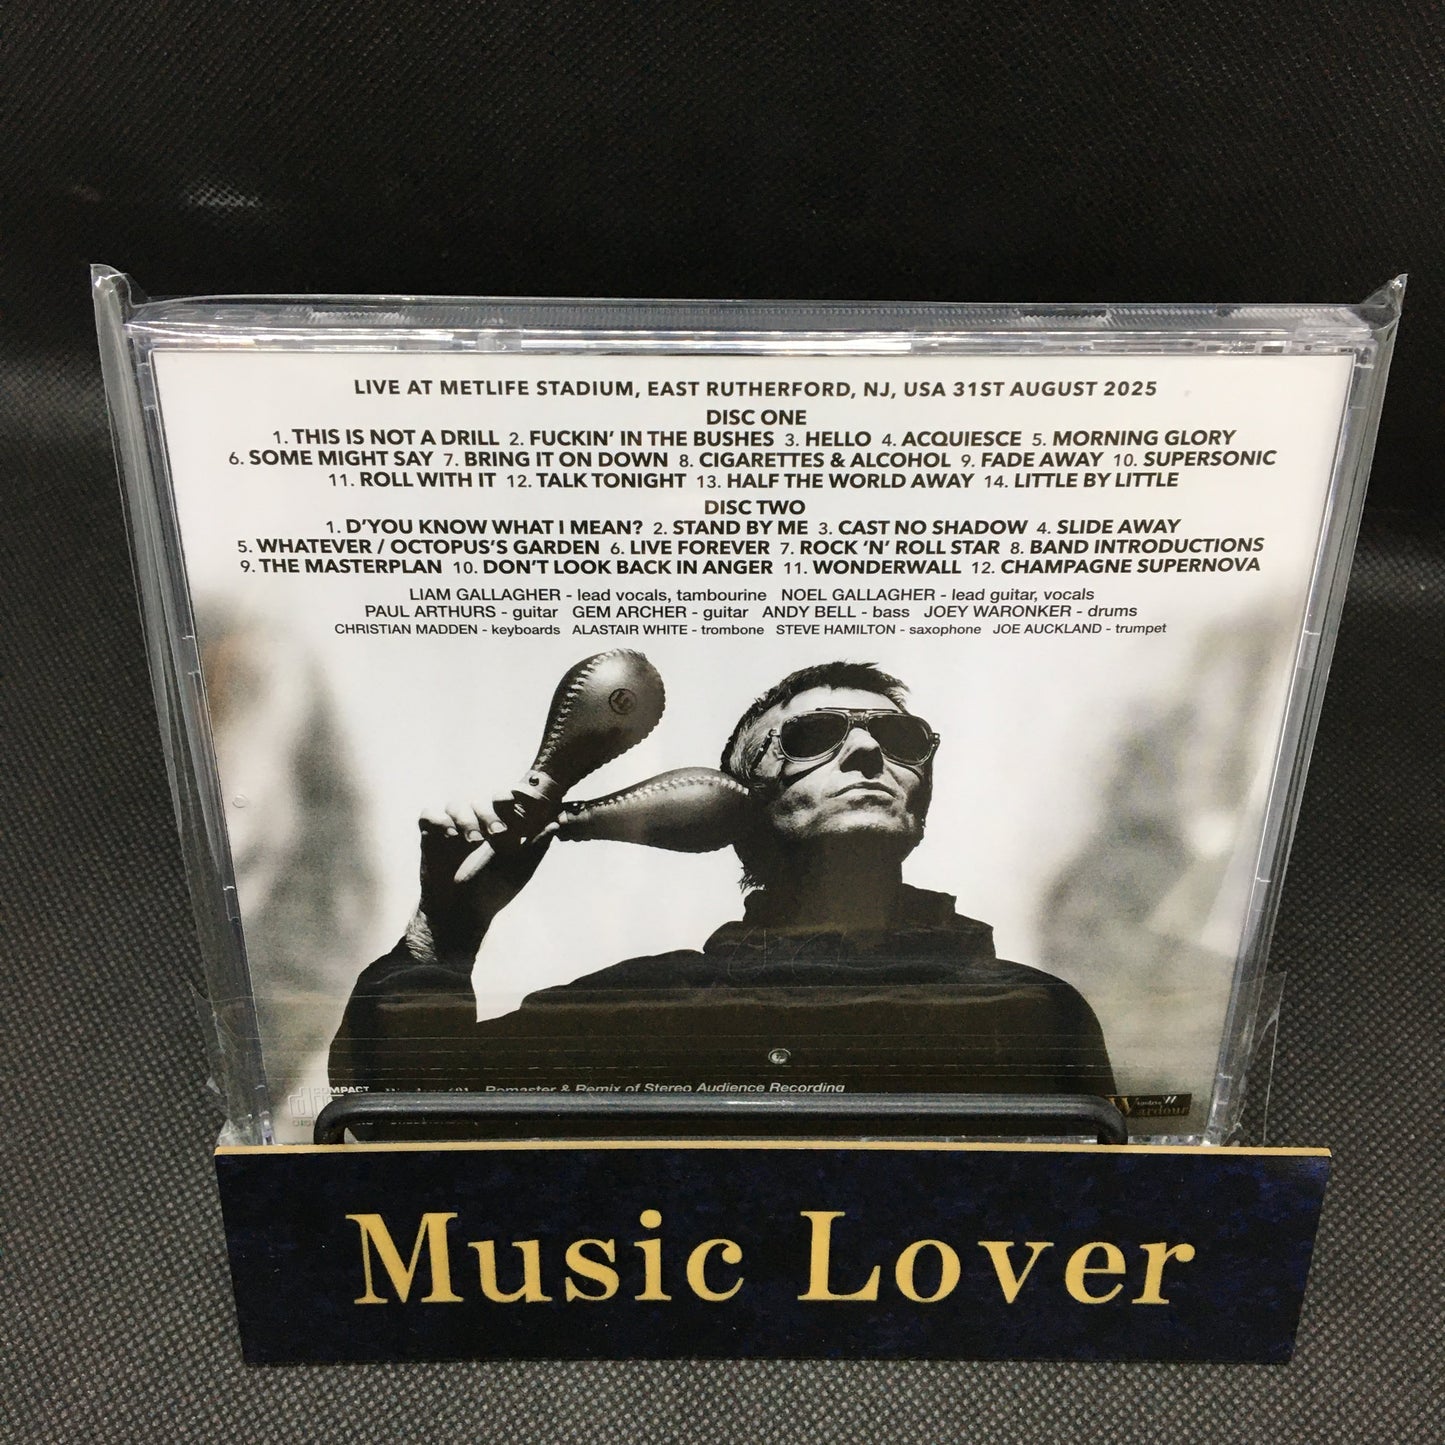 LIVE AT METLIFE STADIUM, EAST RUTHERFORD, NJ, USA 31ST AUGUST 2025
DISC ONE
1. THIS IS NOT A DRILL 2. FUCKIN' IN THE BUSHES 3. HELLO 4. ACQUIESCE 5. MORNING GLORY
6. SOME MIGHT SAY 7. BRING IT ON DOWN 8. CIGARETTES & ALCOHOL 9. FADE AWAY 10. SUPERSONIC
11. ROLL WITH IT 12. TALK TONIGHT 13. HALF THE WORLD AWAY 14. LITTLE BY LITTLE
DISC TWO
1. D'YOU KNOW WHAT I MEAN? 2. STAND BY ME 3. CAST NO SHADOW 4. SLIDE AWAY
5. WHATEVER / OCTOPUS'S GARDEN 6. LIVE FOREVER 7. ROCK 'N' ROLL STAR 8. BAND INTRODUCTIONS
9. THE MASTERPLAN 10. DON'T LOOK BACK IN ANGER 11. WONDERWALL 12. CHAMPAGNE SUPERNOVA
LIAM GALLAGHER - lead vocals, tambourine NOEL GALLAGHER - lead guitar, vocals
PAUL ARTHURS - guitar GEM ARCHER - guitar ANDY BELL - bass JOEY WARONKER - drums
CHRISTIAN MADDEN - keyboards ALASTAIR WHITE - trombone STEVE HAMILTON - saxophone JOE AUCKLAND - trumpet
COMPACT
Remaster & Remix of Stereo Audience Recording
Wardour
Music Lover